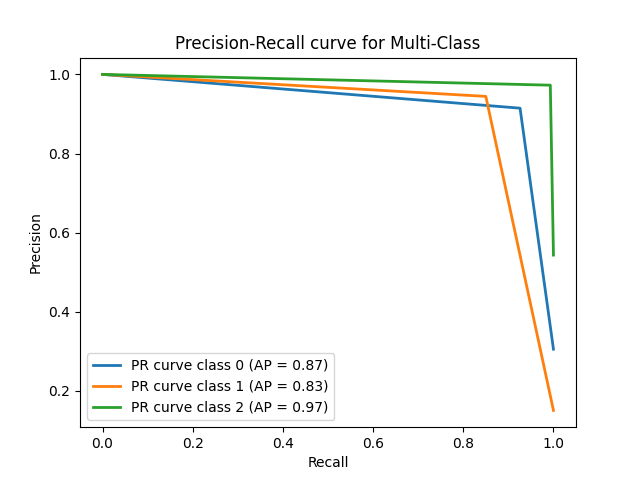 Precision-Recall curve for Multi-Class
1.0
0.8
0.6
0.4
0.2
Precision
PR curve class 0 (AP = 0.87)
PR curve class 1 (AP = 0.83)
PR curve class 2 (AP = 0.97)
0.0 0.2 0.4 0.6 0.8 1.0
Recall